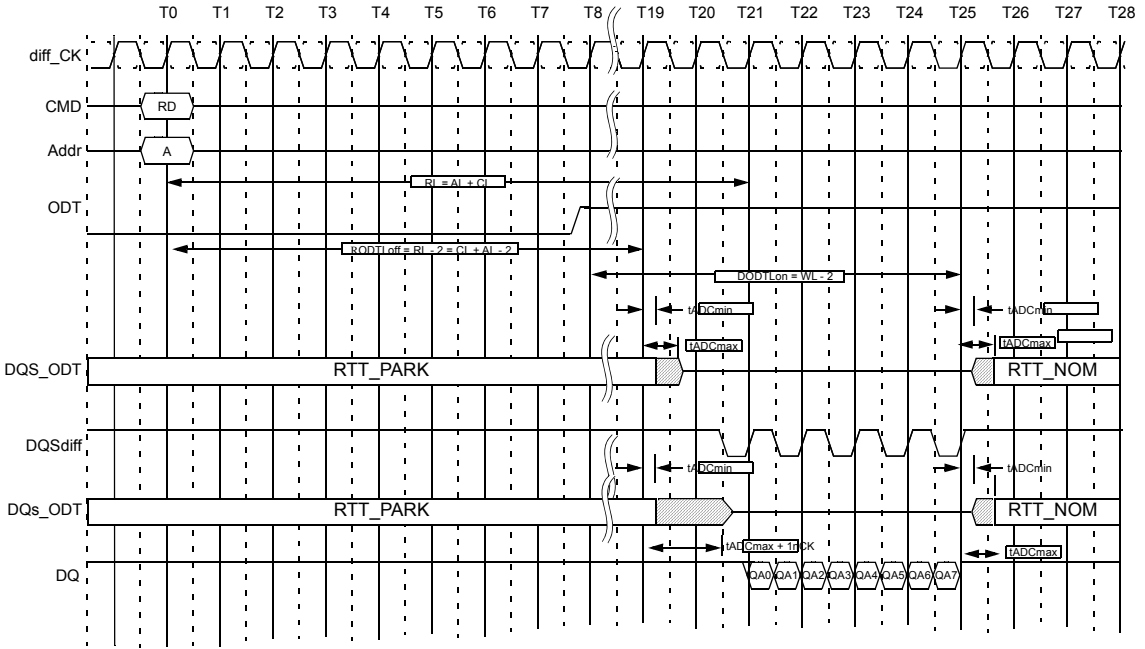 T0 T1 T2 T3 T4 T5 T6 T7 T8 T19 T20 T21 T22 T23 T24 T25 T26 T27 T28
diff_CK
CMD RD
Addr A
RL = AL + CL
ODT
RODTLoff = RL - 2 = CL + AL - 2
DODTLon = WL - 2
tADCmin tADCmin
tADCmax tADCmax
DQS_ODT RTT_PARK RTT_NOM
DQSdiff
tADCmin tADCmin
DQs_ODT RTT_PARK RTT_NOM
tADCmax + 1nCK tADCmax
DQ QA0 QA1 QA2 QA3 QA4 QA5 QA6 QA7